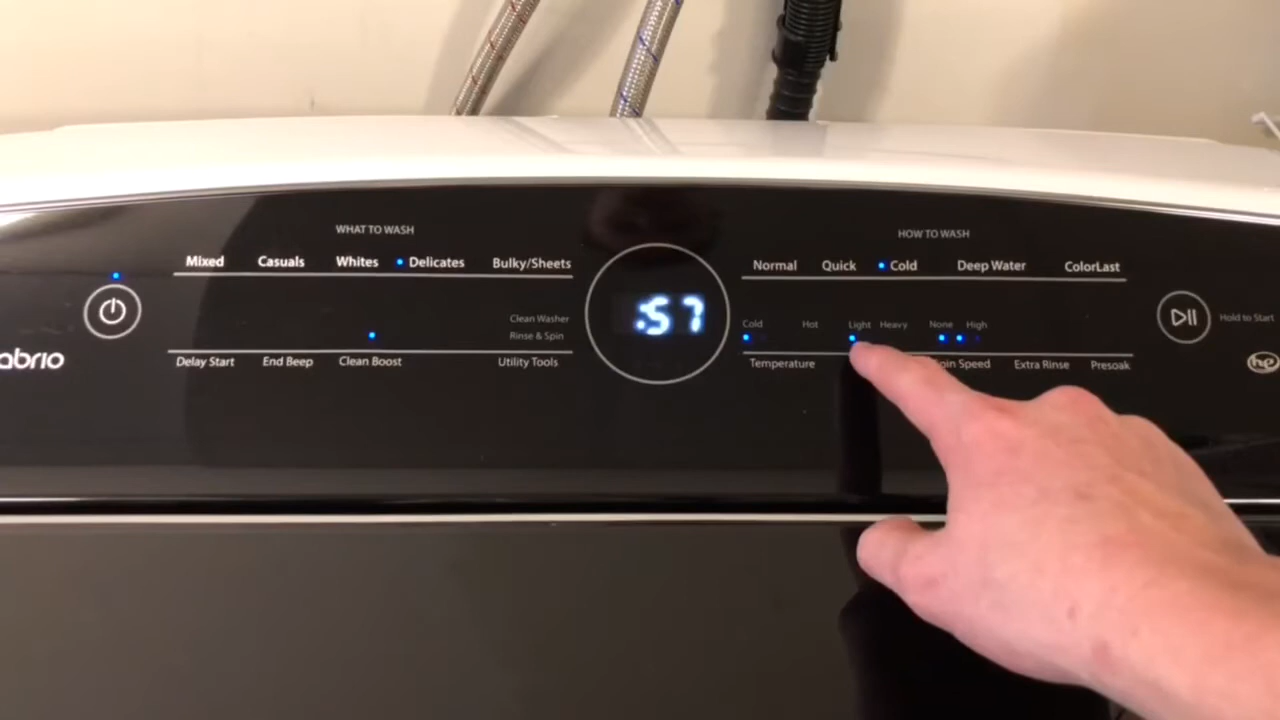 WHAT TO WASH
HOW TO WASH
Mixed Casuals Whites Delicates Bulky/Sheets
Normal Quick Cold Deep Water ColorLast
Clean Washer
Rinse & Spin
:57
Cold Hot Light Heavy None High
Hold to Start
abrio
Delay Start End Beep Clean Boost Utility Tools
Temperature Spin Speed Extra Rinse Presoak
he